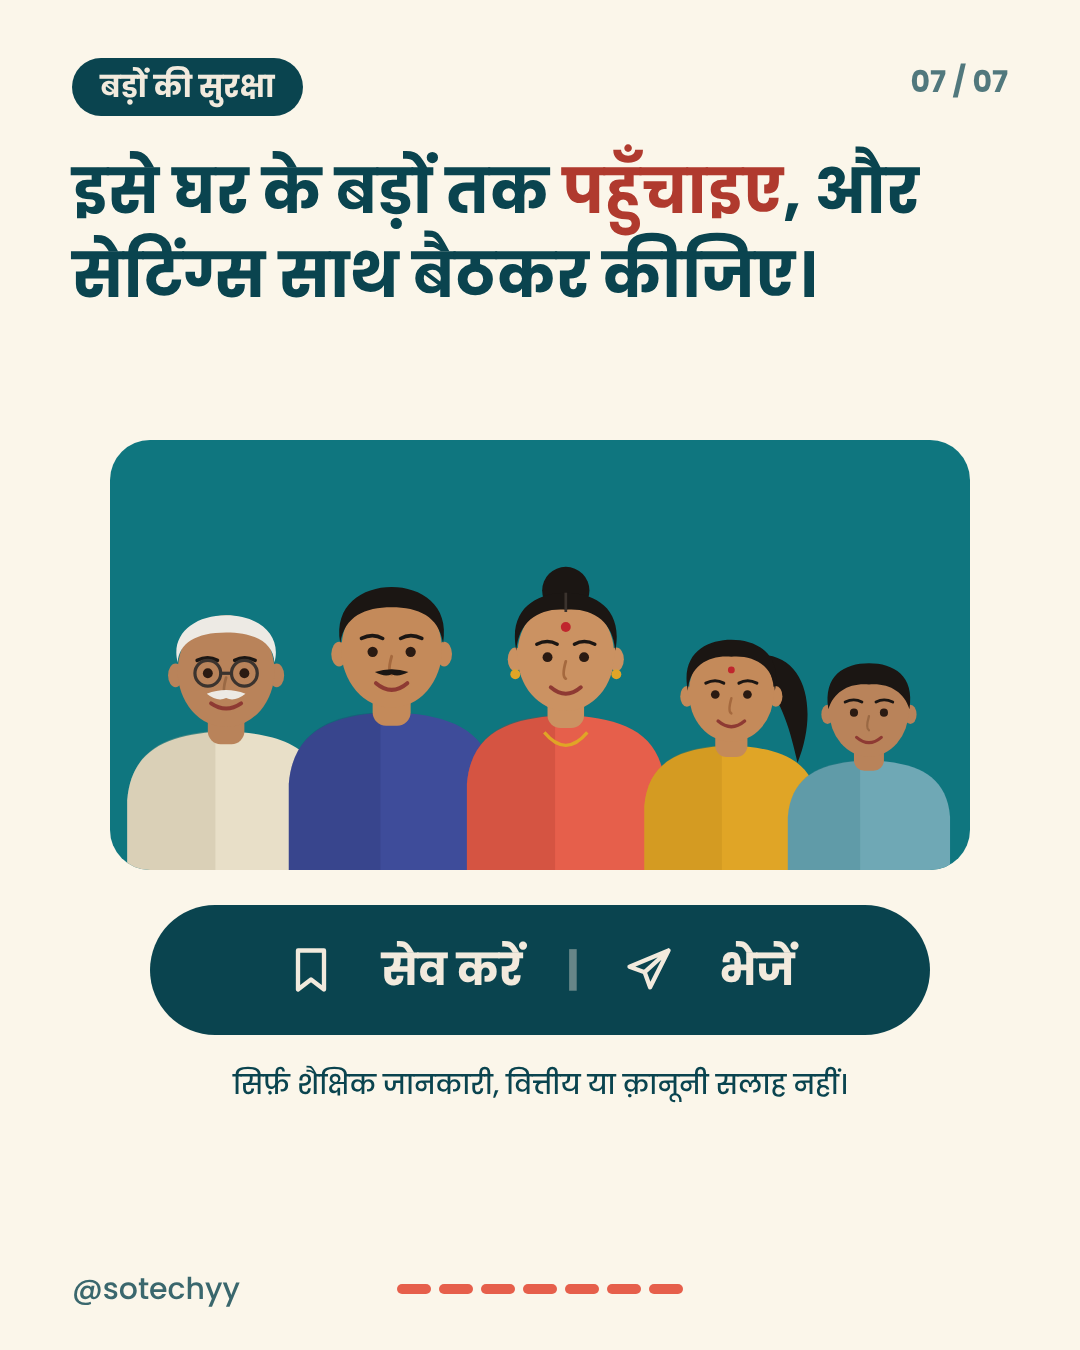 बड़ों की सुरक्षा
07 / 07
इसे घर के बड़ों तक पहुँचाइए, और
सेटिंग्स साथ बैठकर कीजिए।
सेव करें | भेजें
सिर्फ़ शैक्षिक जानकारी, वित्तीय या क़ानूनी सलाह नहीं।
@sotechyy